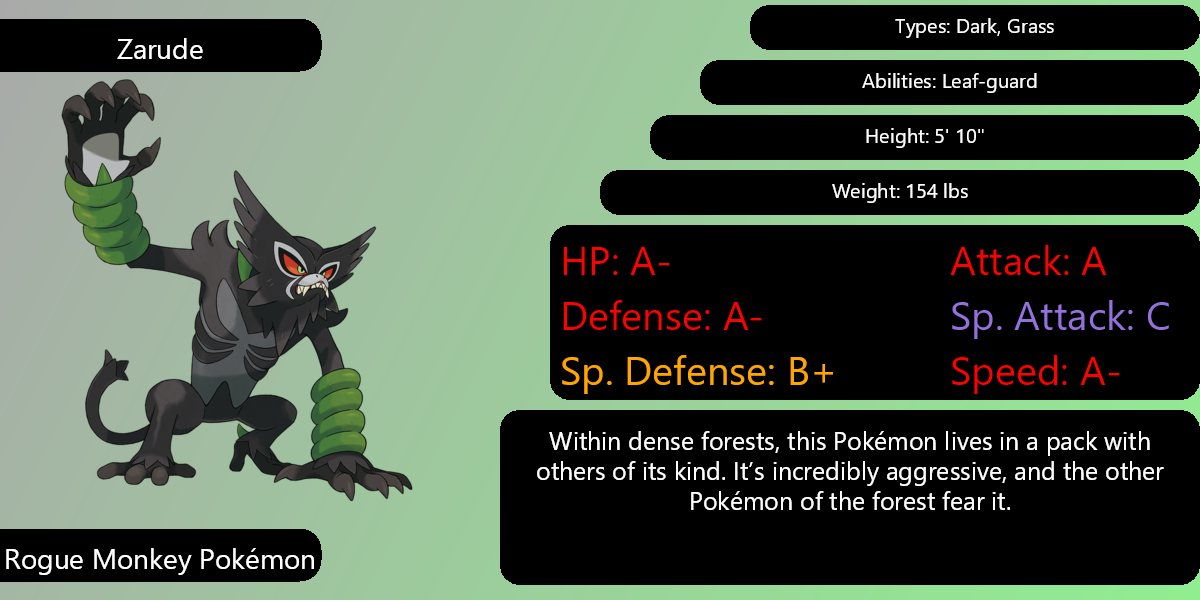 Zarude
Types: Dark, Grass
Abilities: Leaf-guard
Height: 5' 10"
Weight: 154 lbs
HP: A-
Attack: A
Defense: A-
Sp. Attack: C
Sp. Defense: B+
Speed: A-
Within dense forests, this Pokémon lives in a pack with
others of its kind. It’s incredibly aggressive, and the other
Pokémon of the forest fear it.
Rogue Monkey Pokémon